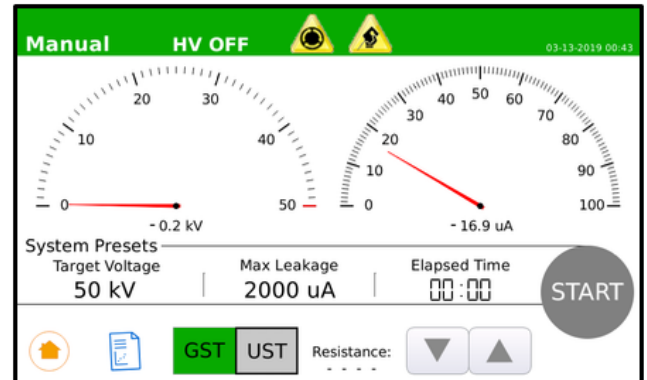 Manual HV OFF 03-13-2019 00:43
0 10 20 30 40 50
0 10 20 30 40 50 60 70 80 90 100
- 0.2 kV - 16.9 uA
System Presets
Target Voltage Max Leakage Elapsed Time
50 kV 2000 uA 00:00 START
GST UST Resistance:
- - - -